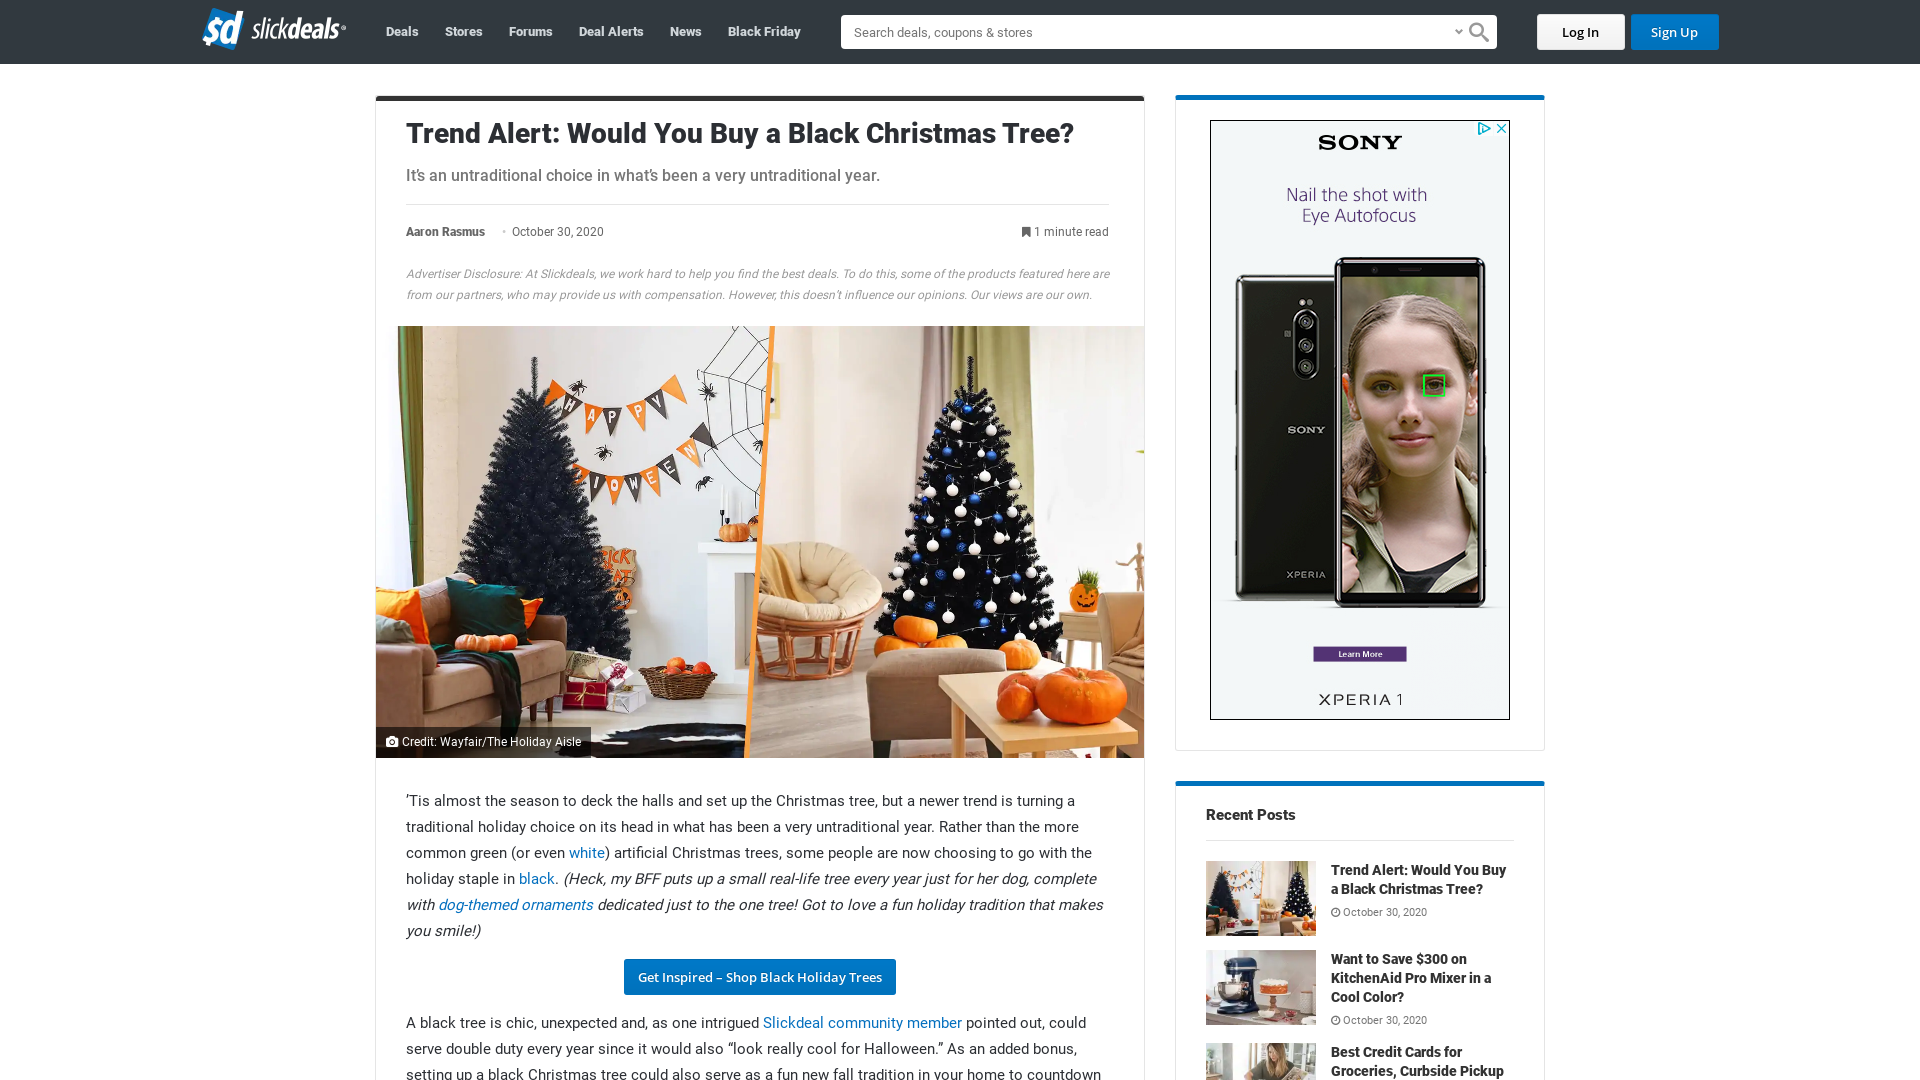 $d slickdeals®
Deals
Stores
Forums
Deal Alerts
News
Black Friday
Search deals, coupons & stores
Log In
Sign Up
Trend Alert: Would You Buy a Black Christmas Tree?
It's an untraditional choice in what's been a very untraditional year.
Aaron Rasmus • October 30, 2020
1 minute read
Advertiser Disclosure: At Slickdeals, we work hard to help you find the best deals. To do this, some of the products featured here are
from our partners, who may provide us with compensation. However, this doesn't influence our opinions. Our views are our own.
HAPPY
Credit: Wayfair/The Holiday Aisle
'Tis almost the season to deck the halls and set up the Christmas tree, but a newer trend is turning a
traditional holiday choice on its head in what has been a very untraditional year. Rather than the more
common green (or even white) artificial Christmas trees, some people are now choosing to go with the
holiday staple in black. (Heck, my BFF puts up a small real-life tree every year just for her dog, complete
with dog-themed ornaments dedicated just to the one tree! Got to love a fun holiday tradition that makes
you smile!)
Get Inspired – Shop Black Holiday Trees
A black tree is chic, unexpected and, as one intrigued Slickdeal community member pointed out, could
serve double duty every year since it would also “look really cool for Halloween.” As an added bonus,
setting up a black Christmas tree could also serve as a fun new fall tradition in your home to countdown
SONY
Nail the shot with
Eye Autofocus
SONY
XPERIA
Learn More
XPERIA 1
Recent Posts
Trend Alert: Would You Buy
a Black Christmas Tree?
October 30, 2020
Want to Save $300 on
KitchenAid Pro Mixer in a
Cool Color?
October 30, 2020
Best Credit Cards for
Groceries, Curbside Pickup